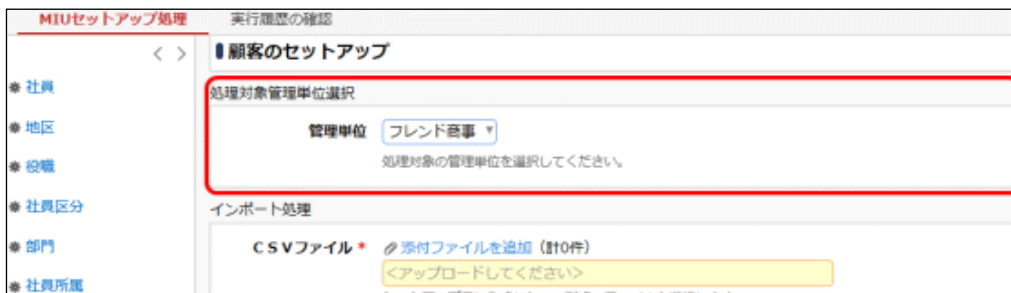 MIUセットアップ処理 実行履歴の確認
< >
顧客のセットアップ
社員
地区
役職
社員区分
部門
社員所属
処理対象管理単位選択
管理単位 フレンド商事
処理対象の管理単位を選択してください。
インポート処理
CSVファイル * 添付ファイルを追加 (計0件)
<アップロードしてください>